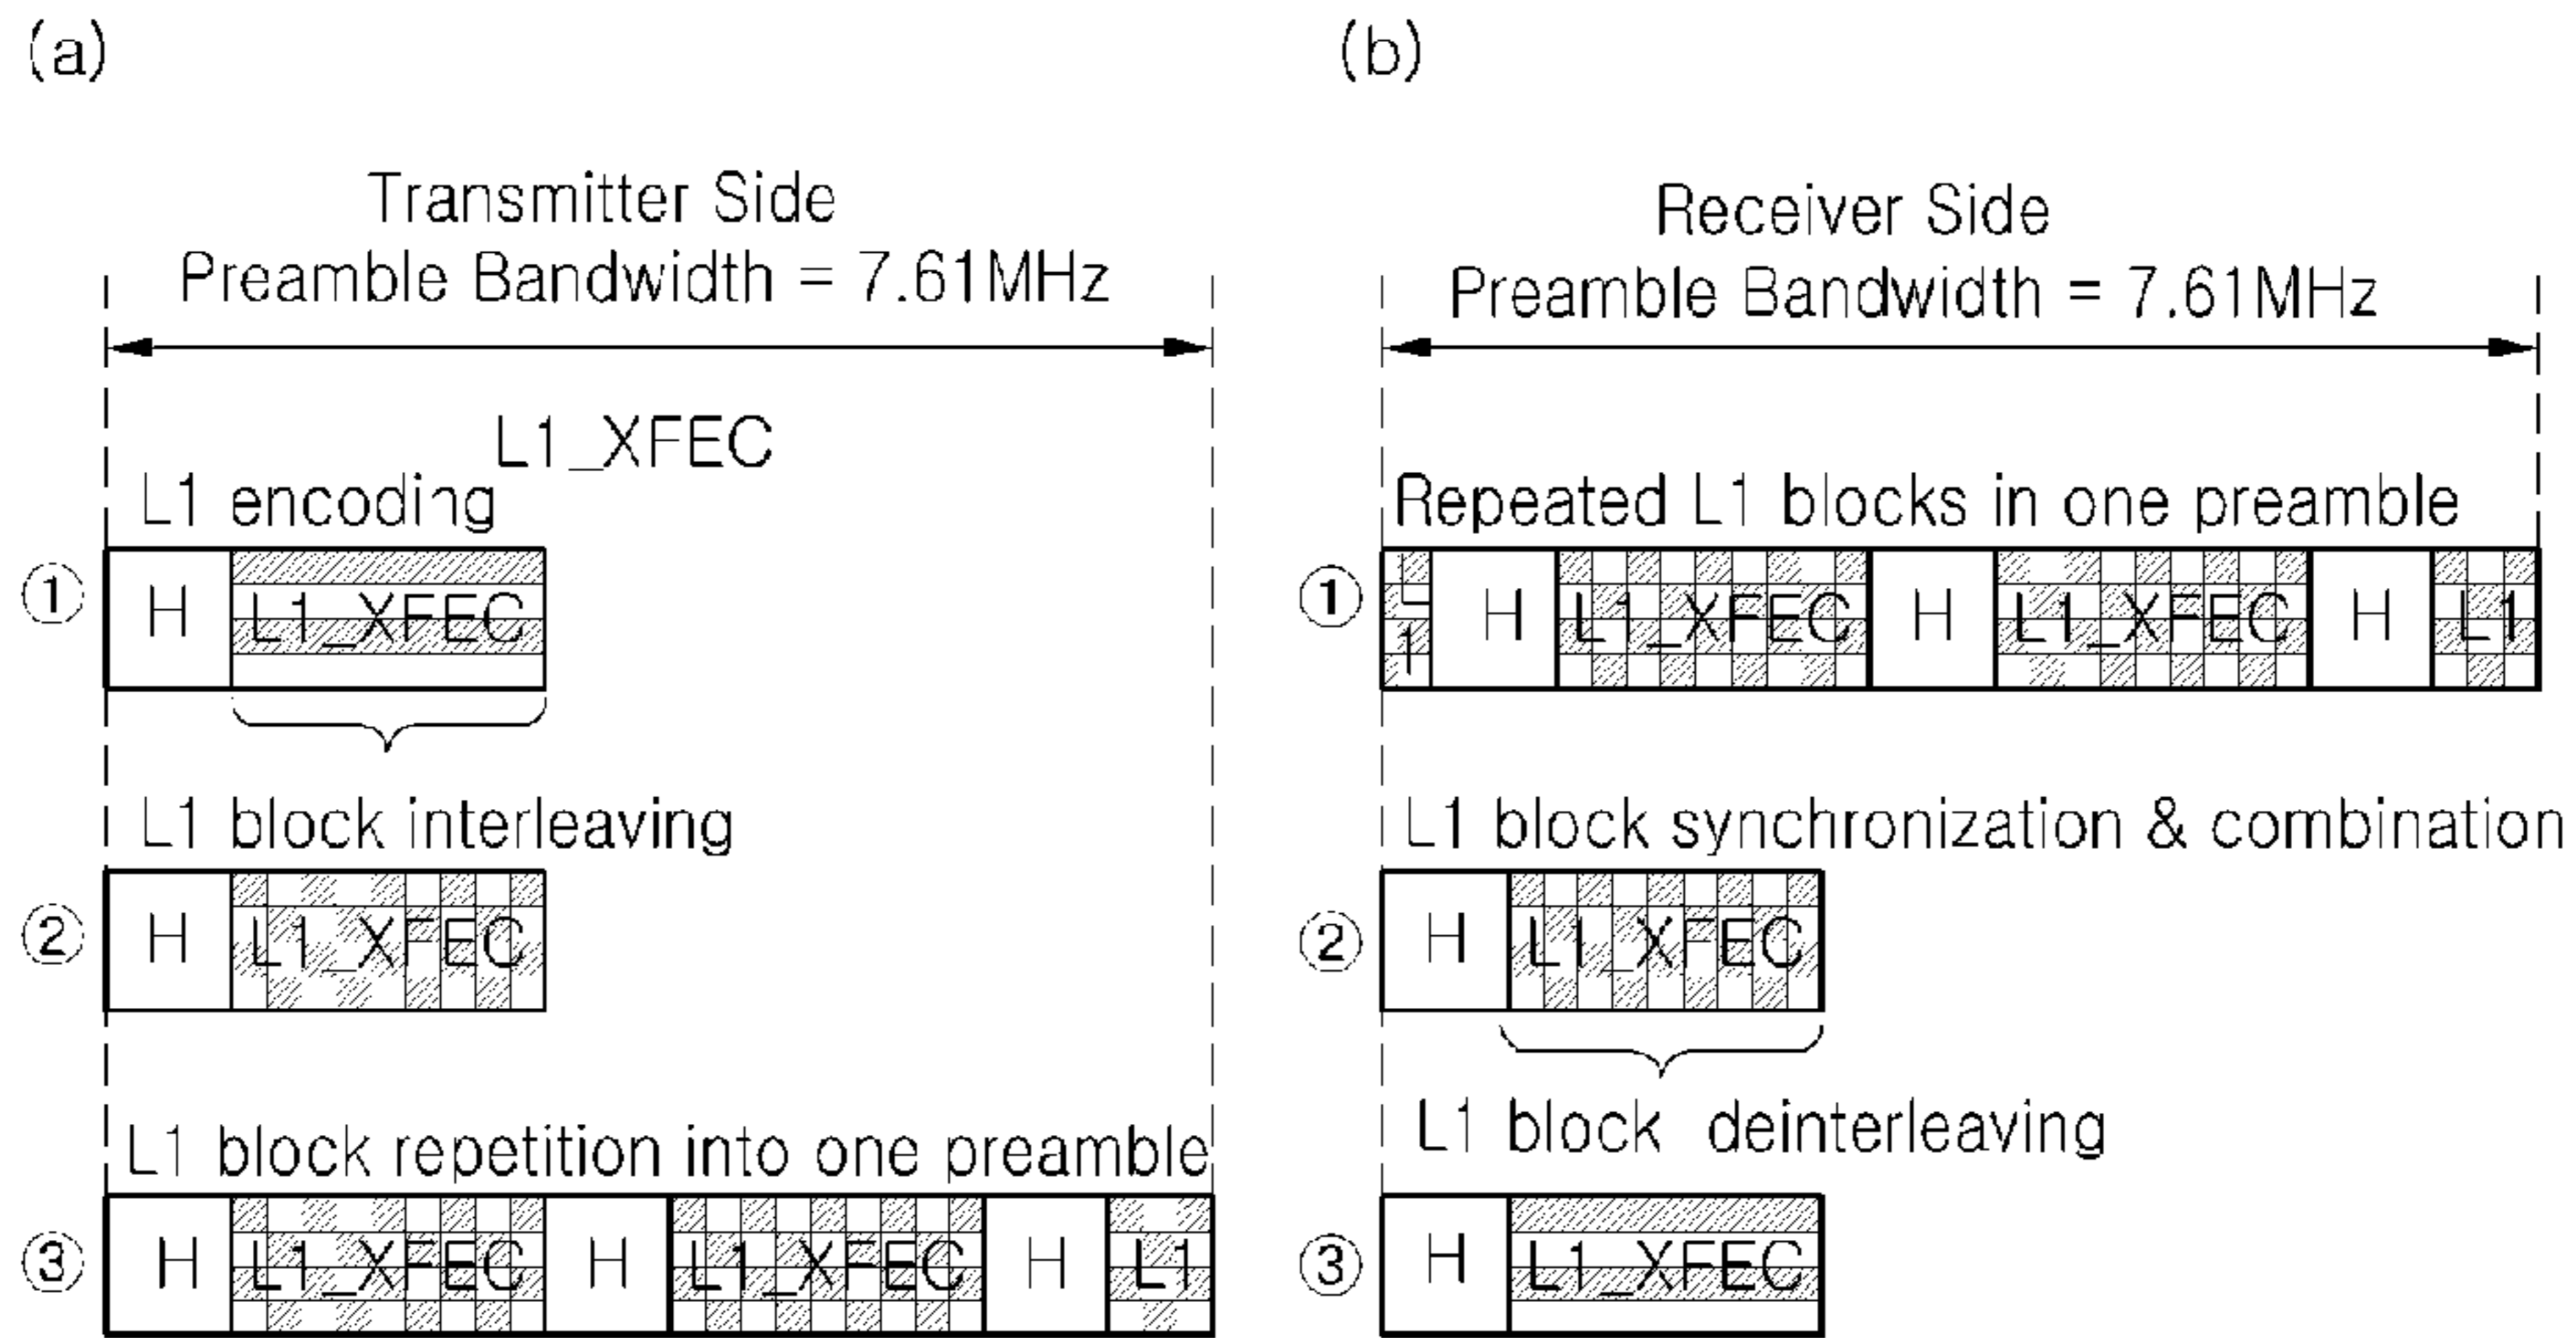 (a)
Transmitter Side
Preamble Bandwidth = 7.61MHz
L1_XFEC
L1 encoding
① H L1_XFEC
L1 block interleaving
② H L1_XFEC
L1 block repetition into one preamble
③ H L1_XFEC H L1_XFEC H L1
(b)
Receiver Side
Preamble Bandwidth = 7.61MHz
Repeated L1 blocks in one preamble
① L1 H L1_XFEC H L1_XFEC H L1
L1 block synchronization & combination
② H L1_XFEC
L1 block deinterleaving
③ H L1_XFEC